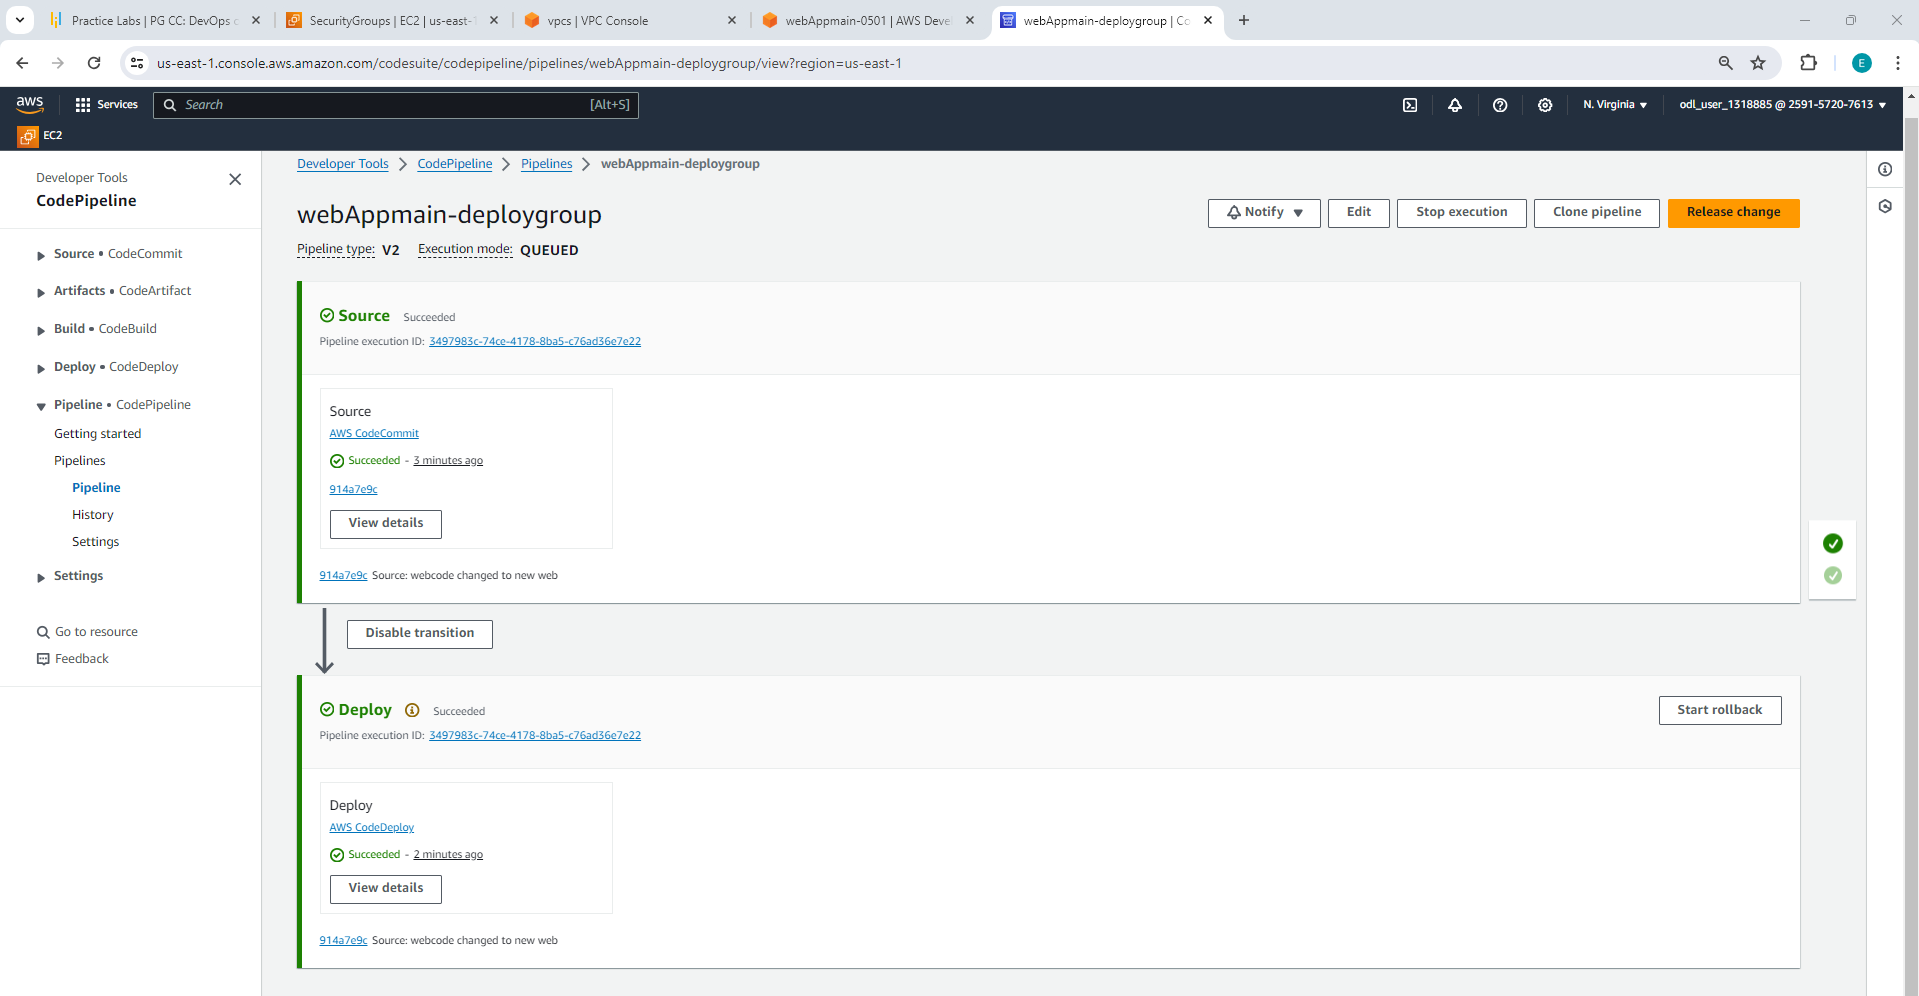 Practice Labs | PG CC: DevOps
SecurityGroups | EC2 | us-east-1
vpcs | VPC Console
webAppmain-0501 | AWS Deve
webAppmain-deploygroup | Co
us-east-1.console.aws.amazon.com/codesuite/codepipeline/pipelines/webAppmain-deploygroup/view?region=us-east-1
E
aws
Services
Search
[Alt+S]
N. Virginia
odl_user_1318885 @ 2591-5720-7613
EC2
Developer Tools
CodePipeline
Source • CodeCommit
Artifacts • CodeArtifact
Build • CodeBuild
Deploy • CodeDeploy
Pipeline • CodePipeline
Getting started
Pipelines
Pipeline
History
Settings
Settings
Go to resource
Feedback
Developer Tools > CodePipeline > Pipelines > webAppmain-deploygroup
webAppmain-deploygroup
Notify
Edit
Stop execution
Clone pipeline
Release change
Pipeline type: V2 Execution mode: QUEUED
Source Succeeded
Pipeline execution ID: 3497983c-74ce-4178-8ba5-c76ad36e7e22
Source
AWS CodeCommit
Succeeded - 3 minutes ago
914a7e9c
View details
914a7e9c Source: webcode changed to new web
Disable transition
Deploy Succeeded
Start rollback
Pipeline execution ID: 3497983c-74ce-4178-8ba5-c76ad36e7e22
Deploy
AWS CodeDeploy
Succeeded - 2 minutes ago
View details
914a7e9c Source: webcode changed to new web